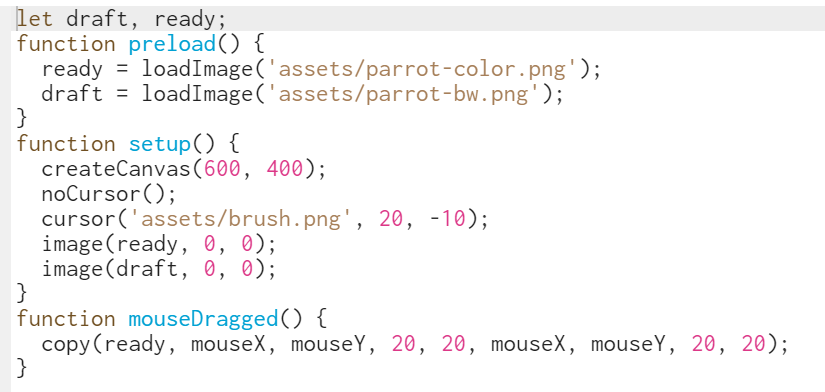 let draft, ready;
function preload() {
  ready = loadImage('assets/parrot-color.png');
  draft = loadImage('assets/parrot-bw.png');
}
function setup() {
  createCanvas(600, 400);
  noCursor();
  cursor('assets/brush.png', 20, -10);
  image(ready, 0, 0);
  image(draft, 0, 0);
}
function mouseDragged() {
  copy(ready, mouseX, mouseY, 20, 20, mouseX, mouseY, 20, 20);
}